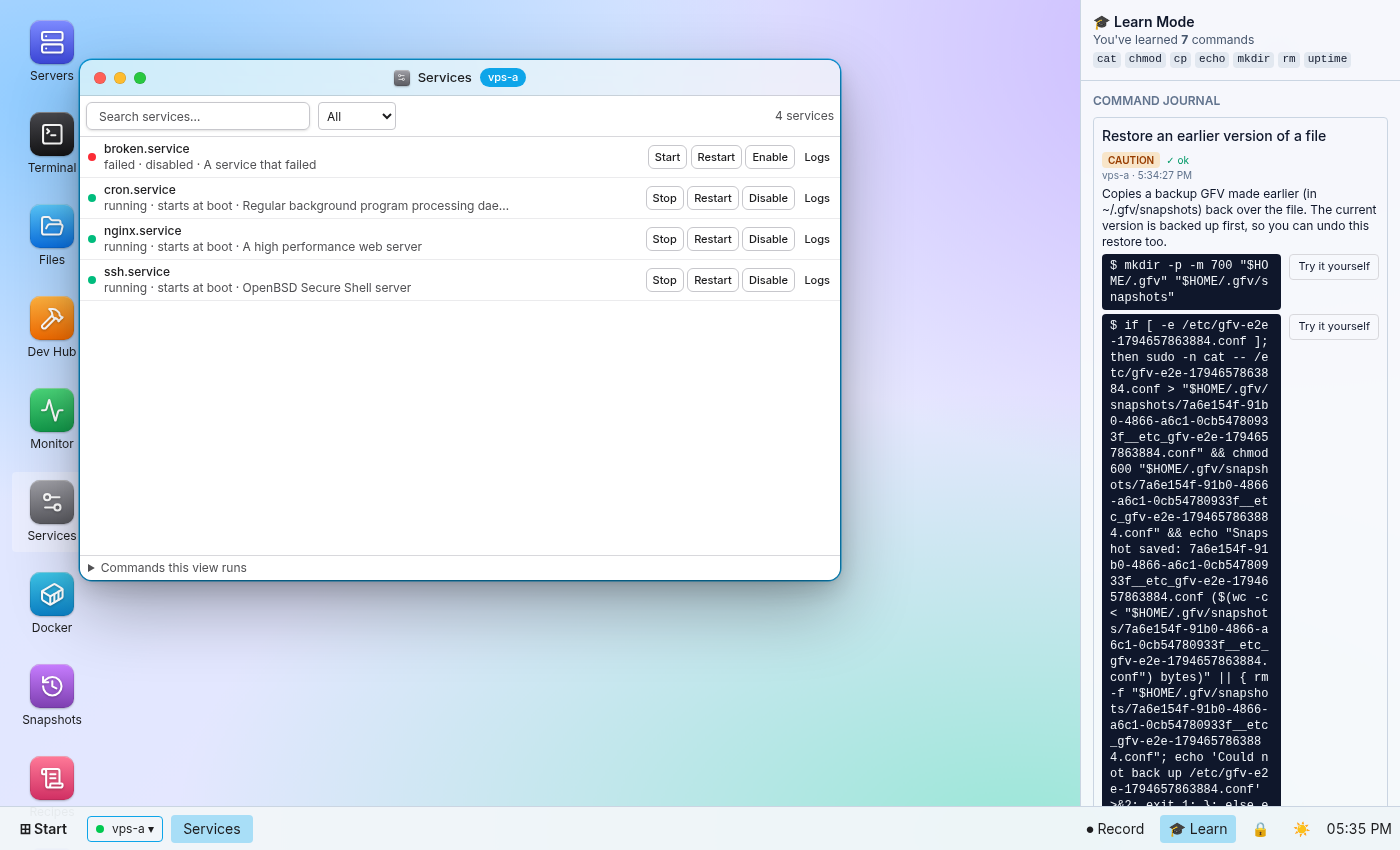 Servers
Terminal
Files
Dev Hub
Monitor
Services
Docker
Snapshots
Services vps-a
Search services...
All
4 services
broken.service
failed · disabled · A service that failed
Start Restart Enable Logs
cron.service
running · starts at boot · Regular background program processing dae...
Stop Restart Disable Logs
nginx.service
running · starts at boot · A high performance web server
Stop Restart Disable Logs
ssh.service
running · starts at boot · OpenBSD Secure Shell server
Stop Restart Disable Logs
Commands this view runs
🎓 Learn Mode
You've learned 7 commands
cat chmod cp echo mkdir rm uptime
COMMAND JOURNAL
Restore an earlier version of a file
CAUTION ✓ ok
vps-a · 5:34:27 PM
Copies a backup GFV made earlier (in
~/.gfv/snapshots) back over the file. The current
version is backed up first, so you can undo this
restore too.
$ mkdir -p -m 700 "$HO
ME/.gfv" "$HOME/.gfv/s
napshots"
Try it yourself
$ if [ -e /etc/gfv-e2e
-1794657863884.conf ];
then sudo -n cat -- /e
tc/gfv-e2e-17946578638
84.conf > "$HOME/.gfv/
snapshots/7a6e154f-91b
0-4866-a6c1-0cb5478093
3f__etc_gfv-e2e-179465
7863884.conf" && chmod
600 "$HOME/.gfv/snapsh
ots/7a6e154f-91b0-4866
-a6c1-0cb54780933f__et
c_gfv-e2e-179465786388
4.conf" && echo "Snaps
hot saved: 7a6e154f-91
b0-4866-a6c1-0cb547809
33f__etc_gfv-e2e-17946
57863884.conf ($(wc -c
< "$HOME/.gfv/snapshot
s/7a6e154f-91b0-4866-a
6c1-0cb54780933f__etc_
gfv-e2e-1794657863884.
conf") bytes)" || { rm
-f "$HOME/.gfv/snapsho
ts/7a6e154f-91b0-4866-
a6c1-0cb54780933f__etc
_gfv-e2e-179465786388
4.conf"; echo 'Could n
ot back up /etc/gfv-e2
e-1794657863884.conf'
>&2; exit 1; }; else e
Try it yourself
Start
vps-a ▾
Services
● Record
🎓 Learn
05:35 PM